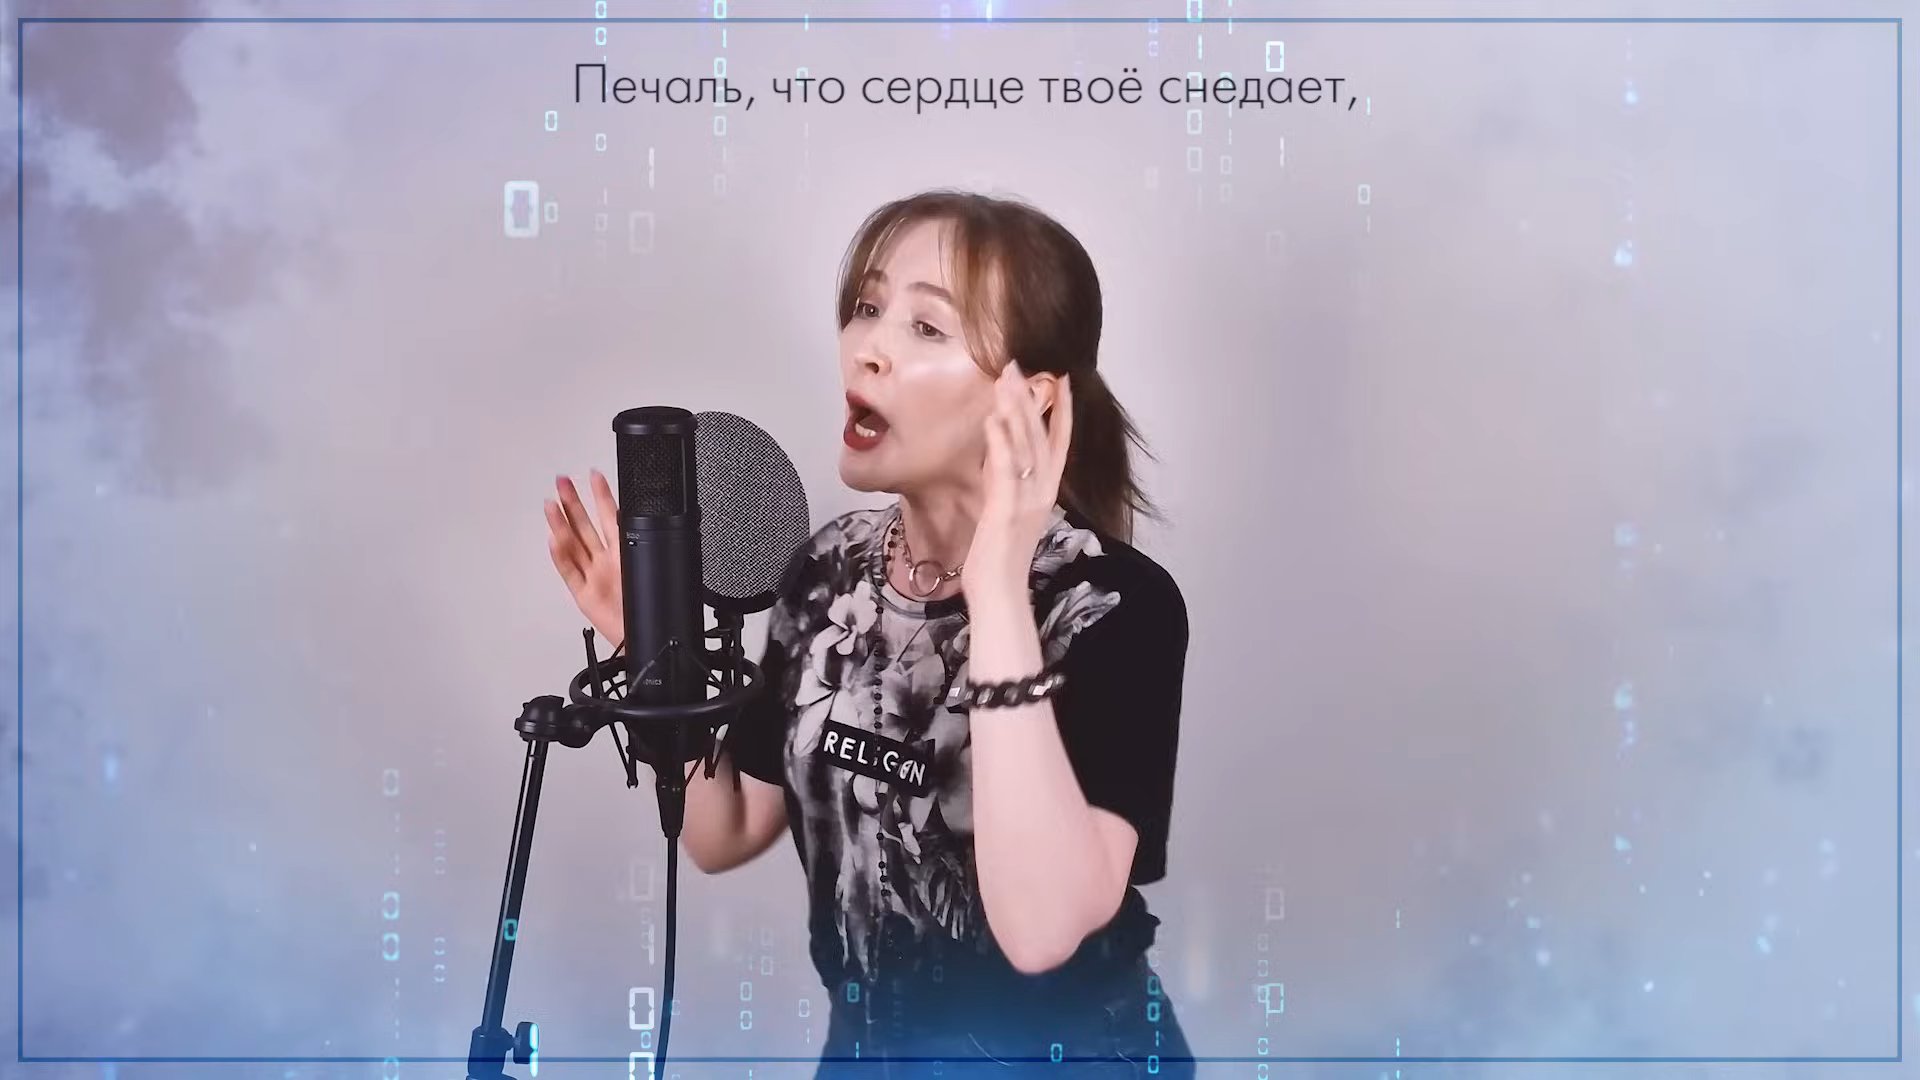 Печаль, что сердце твоё снедает,
RELIGION